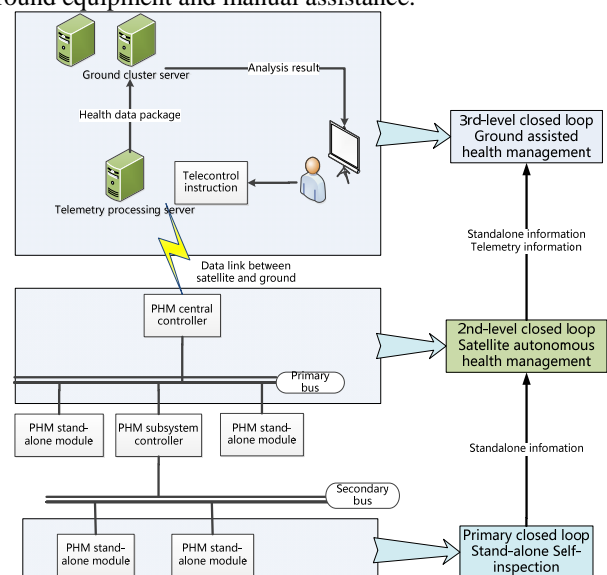 round equipment and manual assistance.
Ground cluster server
Analysis result
Health data package
Telecontrol
instruction
Telemetry processing server
Data link between
satellite and ground
3rd-level closed loop
Ground assisted
health management
Standalone information
Telemetry information
PHM central
controller
2nd-level closed loop
Satellite autonomous
health management
Primary
bus
PHM stand-
alone module
PHM subsystem
controller
PHM stand-
alone module
Standalone infomation
Secondary
bus
PHM stand-
alone module
PHM stand-
alone module
Primary closed loop
Stand-alone Self-
inspection